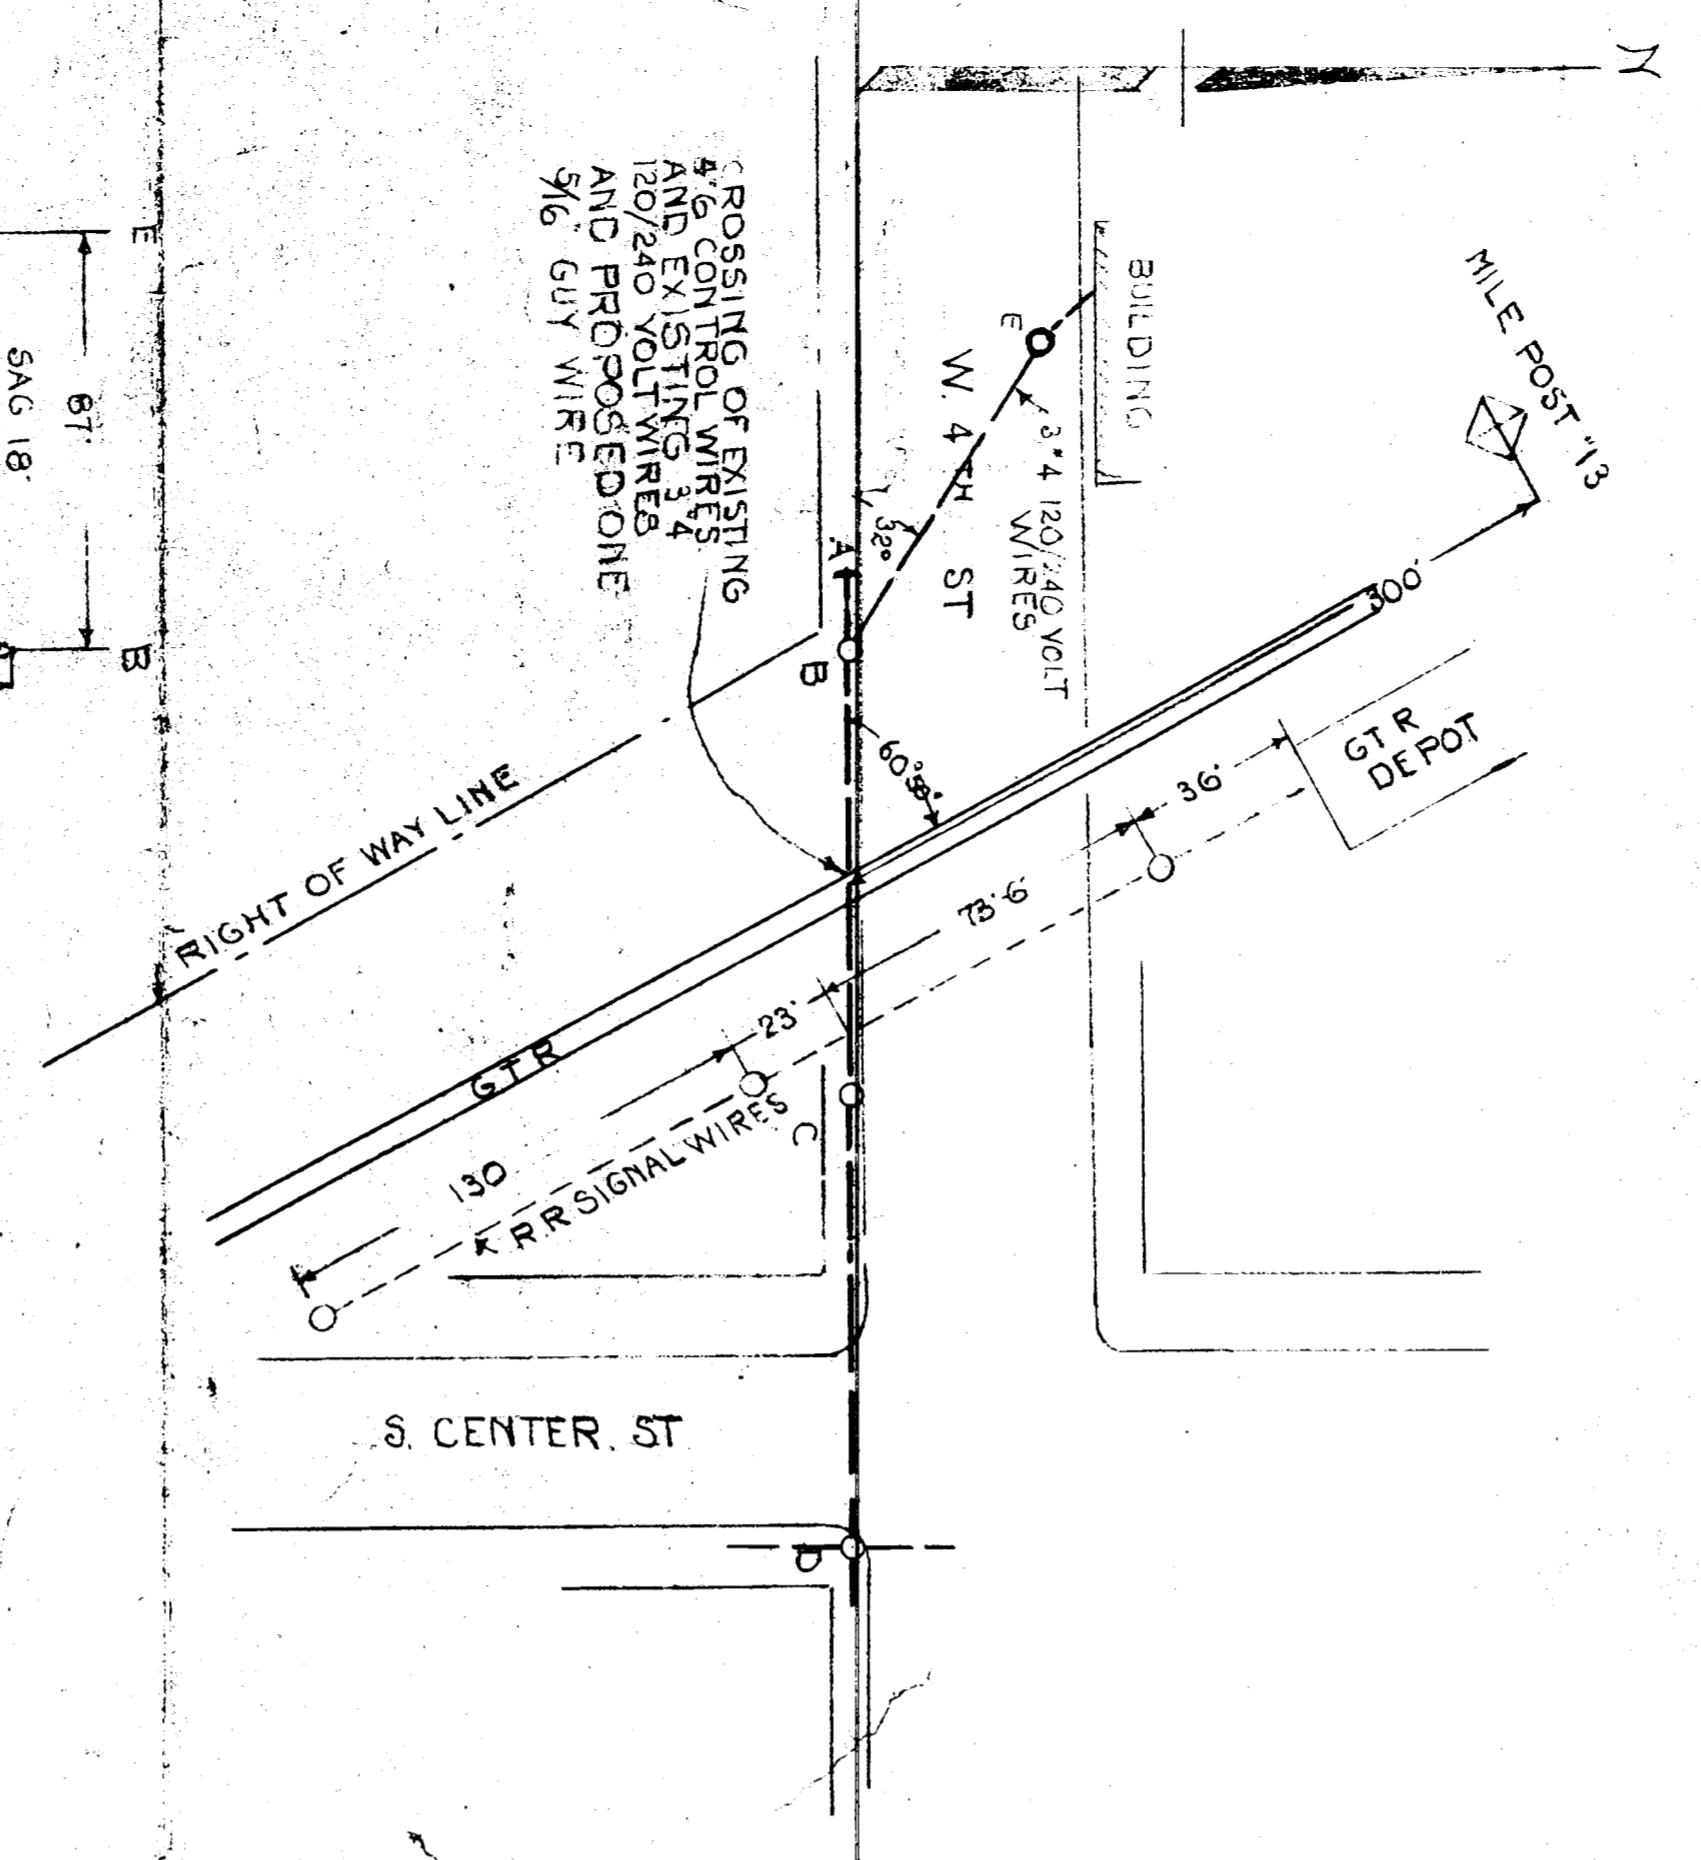 N
MILE POST "13
BUILDING
E
3"4 120/240 VOLT
WIRES
W. 4TH ST
32°
300'
GTR
DEPOT
36'
73'-6"
23'
130
CROSSING OF EXISTING
4"6 CONTROL WIRES
AND EXISTING 3"4
120/240 VOLT WIRES
AND PROPOSED ONE
5/16" GUY WIRE
A
B
C
D
RIGHT OF WAY LINE
GTR
R.R SIGNAL WIRES
S. CENTER. ST
E
87'
B
SAG 18"